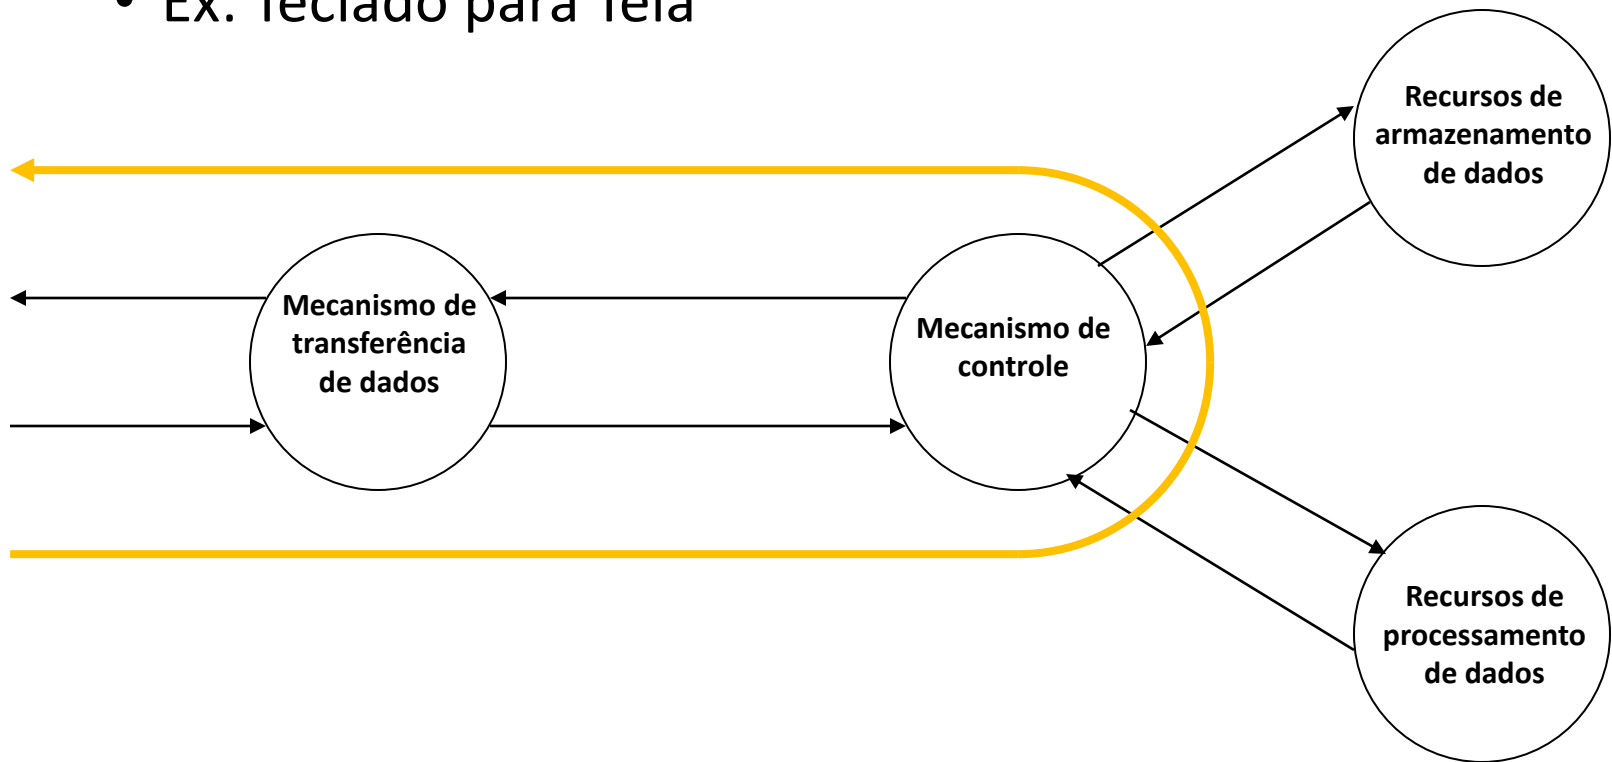 • Ex. Teclado para Tela
Recursos de
armazenamento
de dados
Mecanismo de
transferência
de dados
Mecanismo de
controle
Recursos de
processamento
de dados